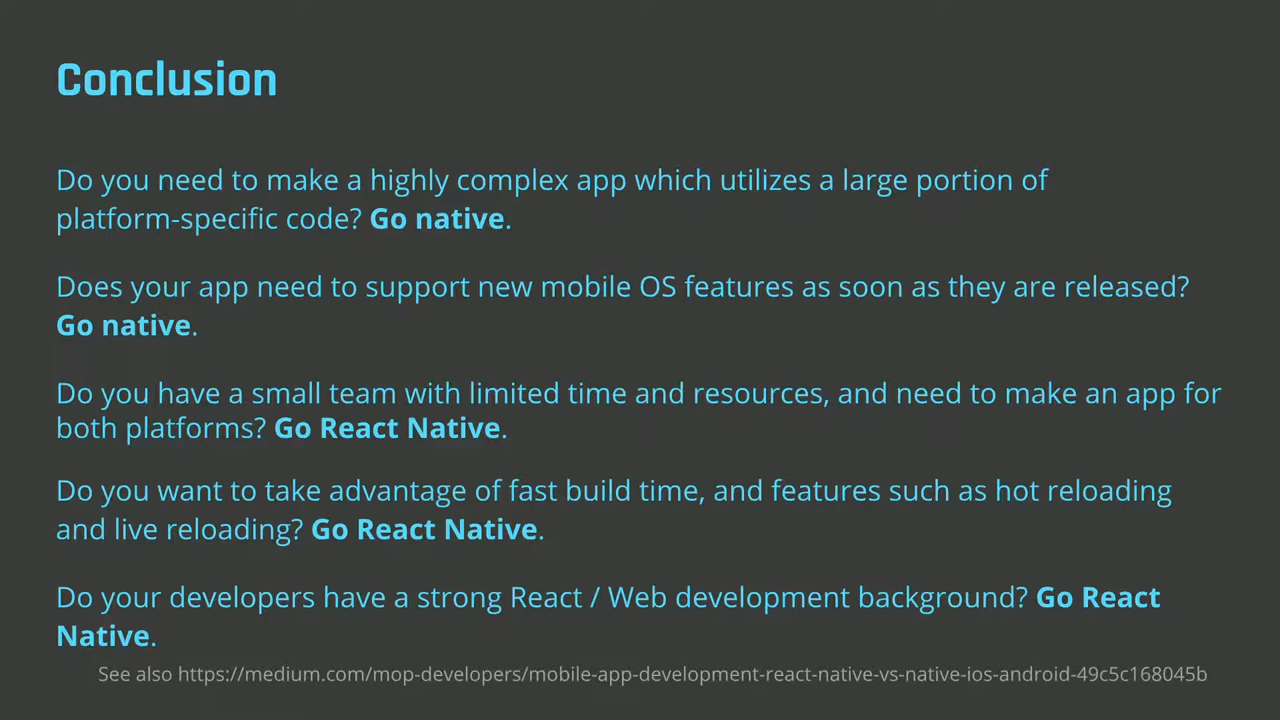 Conclusion
Do you need to make a highly complex app which utilizes a large portion of
platform-specific code? Go native.
Does your app need to support new mobile OS features as soon as they are released?
Go native.
Do you have a small team with limited time and resources, and need to make an app for
both platforms? Go React Native.
Do you want to take advantage of fast build time, and features such as hot reloading
and live reloading? Go React Native.
Do your developers have a strong React / Web development background? Go React
Native.
See also https://medium.com/mop-developers/mobile-app-development-react-native-vs-native-ios-android-49c5c168045b